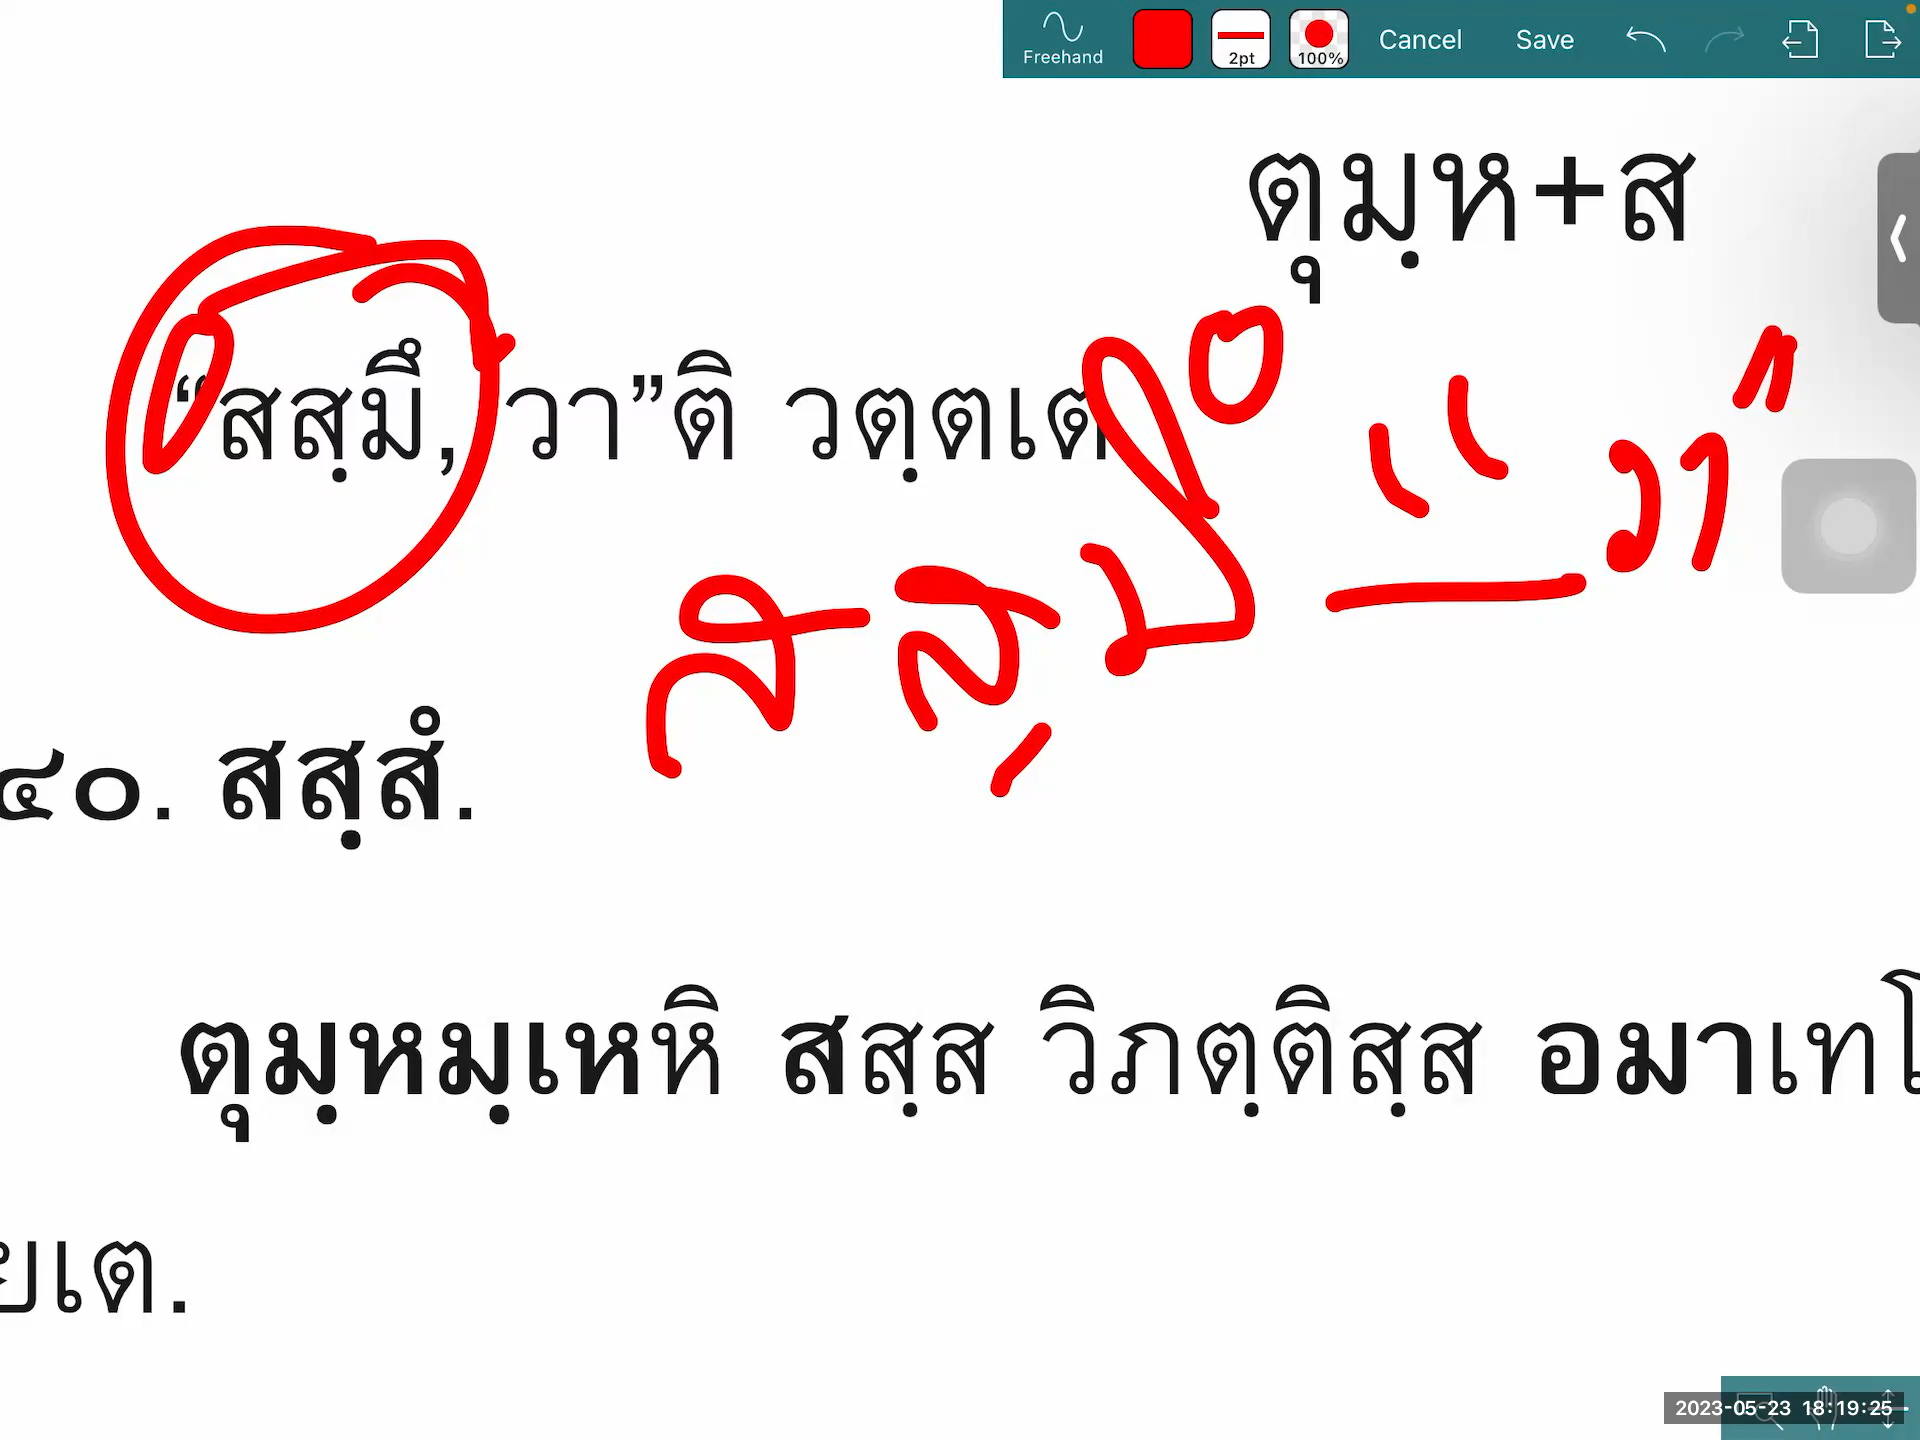 Freehand 2pt 100% Cancel Save
ตุมฺห+ส
“สสฺมึ, วา”ติ วตฺตเต
สสฺมึ “— วา”
๔๐. สสฺสํ.
ตุมฺหมฺเหหิ สสฺส วิภตฺติสฺส อมาเท
ยเต.
2023-05-23 18:19:25